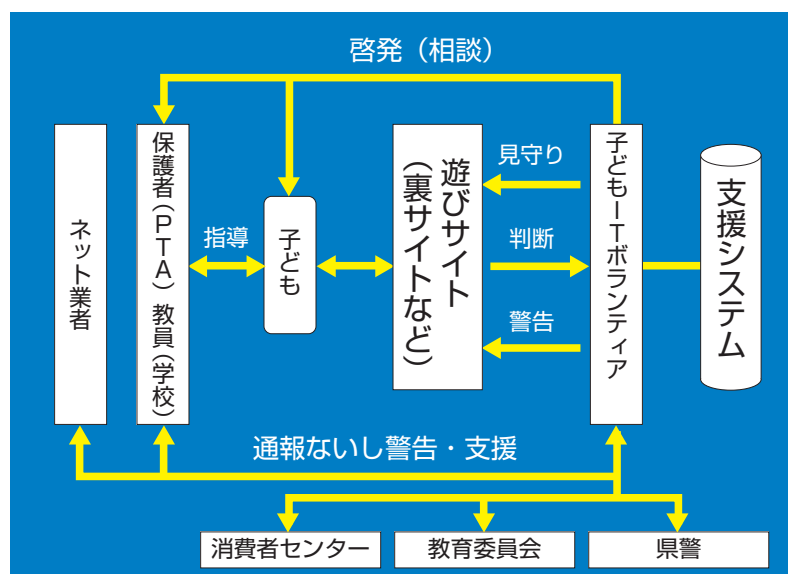 啓発（相談）
ネット業者
保護者（ＰＴＡ）教員（学校）
指導
子ども
遊びサイト
（裏サイトなど）
見守り
判断
警告
子どもＩＴボランティア
支援システム
通報ないし警告・支援
消費者センター
教育委員会
県警